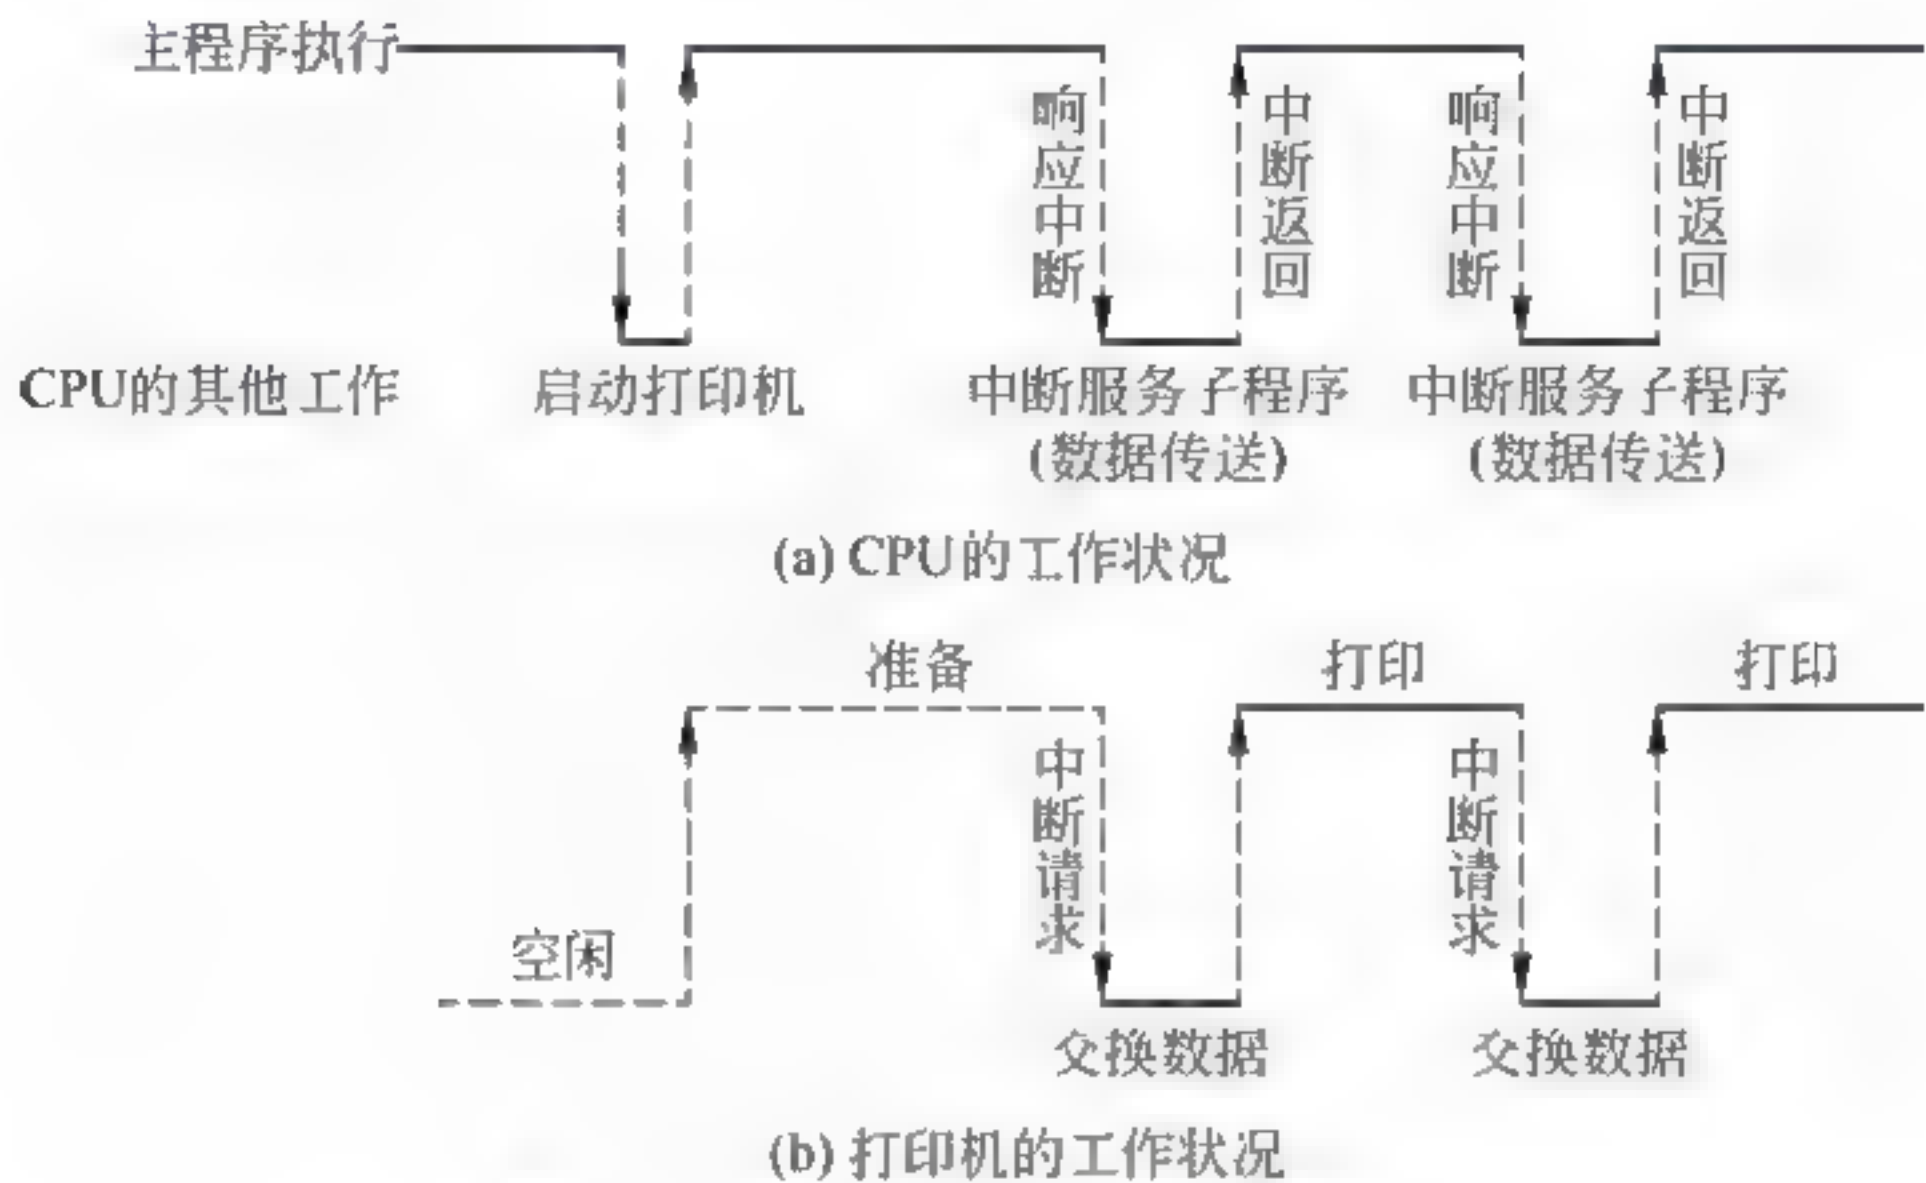 主程序执行
响应中断
中断返回
响应中断
中断返回
CPU的其他工作
启动打印机
中断服务子程序
(数据传送)
中断服务子程序
(数据传送)
(a) CPU的工作状况
准备
打印
打印
中断请求
中断请求
空闲
交换数据
交换数据
(b) 打印机的工作状况